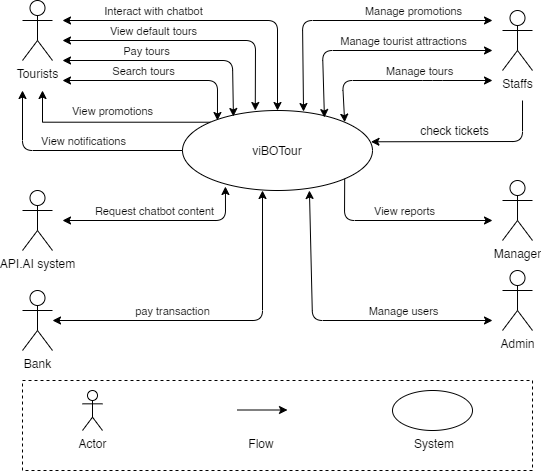 Interact with chatbot
Manage promotions
View default tours
Manage tourist attractions
Pay tours
Search tours
Manage tours
Tourists
Staffs
View promotions
check tickets
View notifications
viBOTour
Request chatbot content
View reports
API.AI system
Manager
pay transaction
Manage users
Bank
Admin
Actor
Flow
System